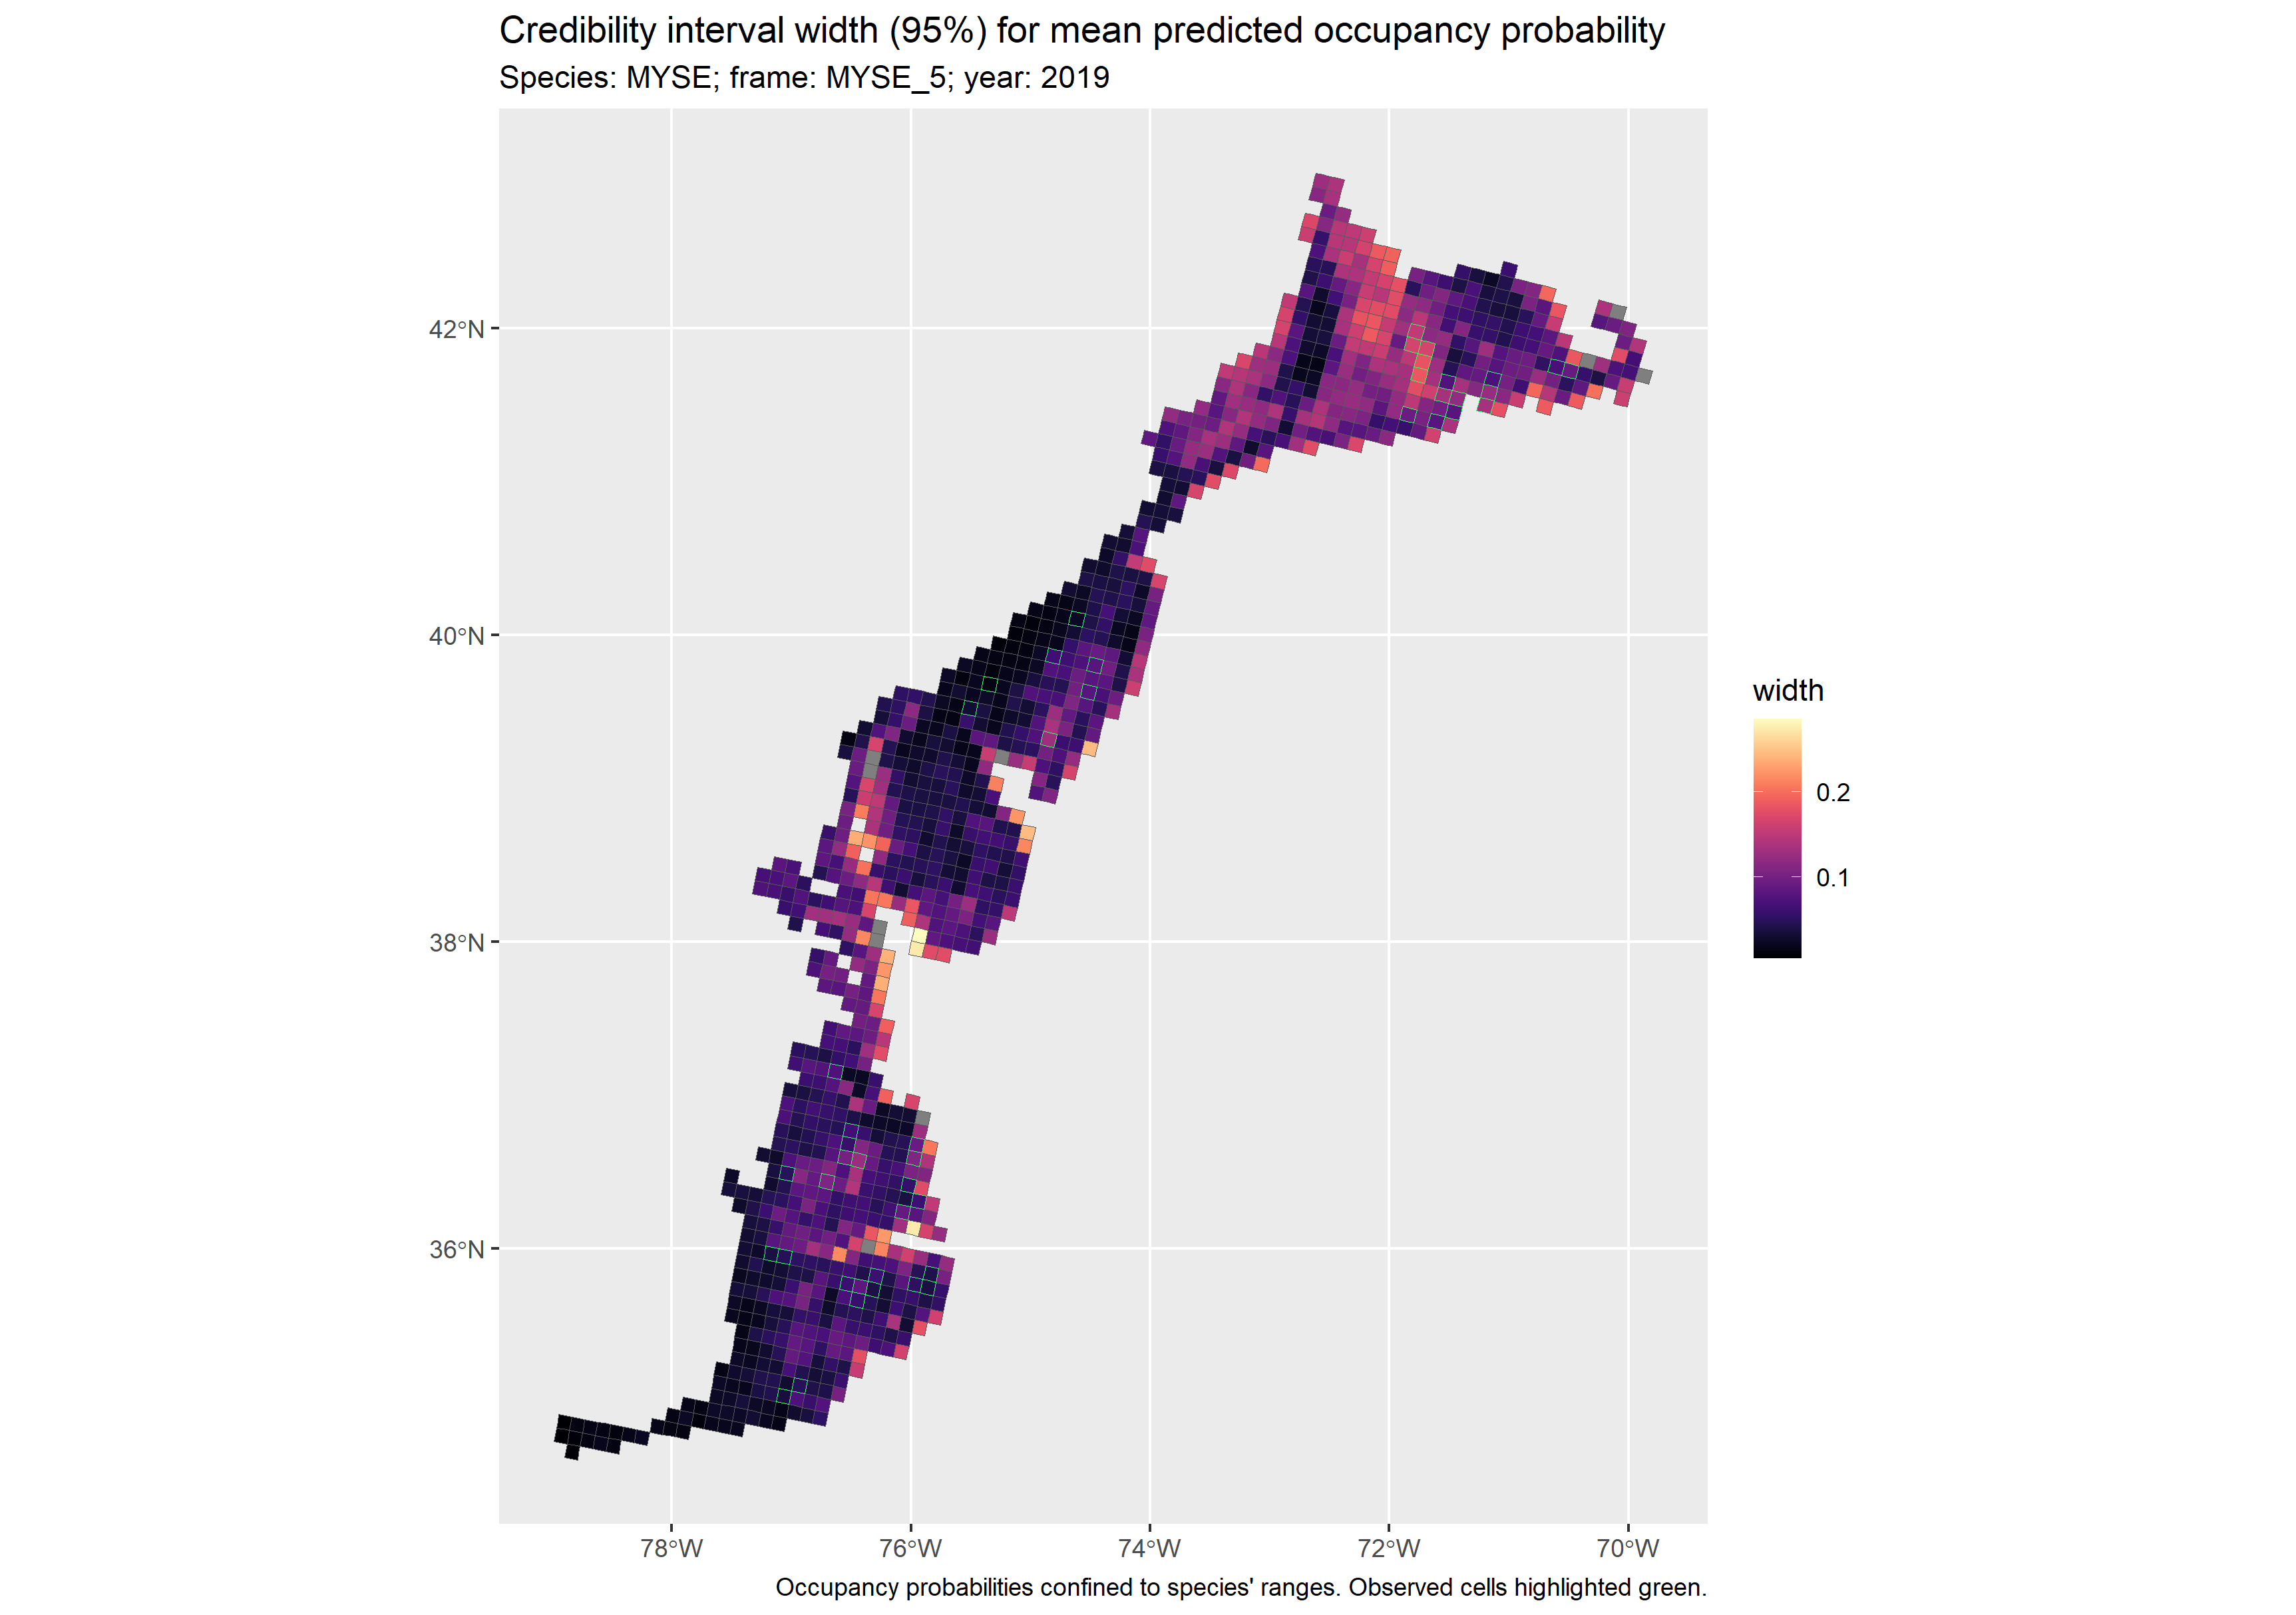 Credibility interval width (95%) for mean predicted occupancy probability
Species: MYSE; frame: MYSE_5; year: 2019
42°N
40°N
38°N
36°N
width
0.2
0.1
78°W 76°W 74°W 72°W 70°W
Occupancy probabilities confined to species' ranges. Observed cells highlighted green.